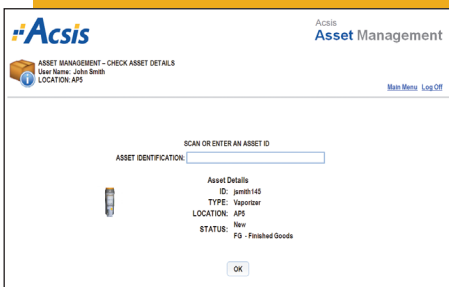 Acsis
Acsis
Asset Management
ASSET MANAGEMENT – CHECK ASSET DETAILS
User Name: John Smith
LOCATION: AP5
Main Menu Log Off
SCAN OR ENTER AN ASSET ID
ASSET IDENTIFICATION:
Asset Details
ID: jsmith145
TYPE: Vaporizer
LOCATION: AP5
STATUS: New
FG - Finished Goods
OK